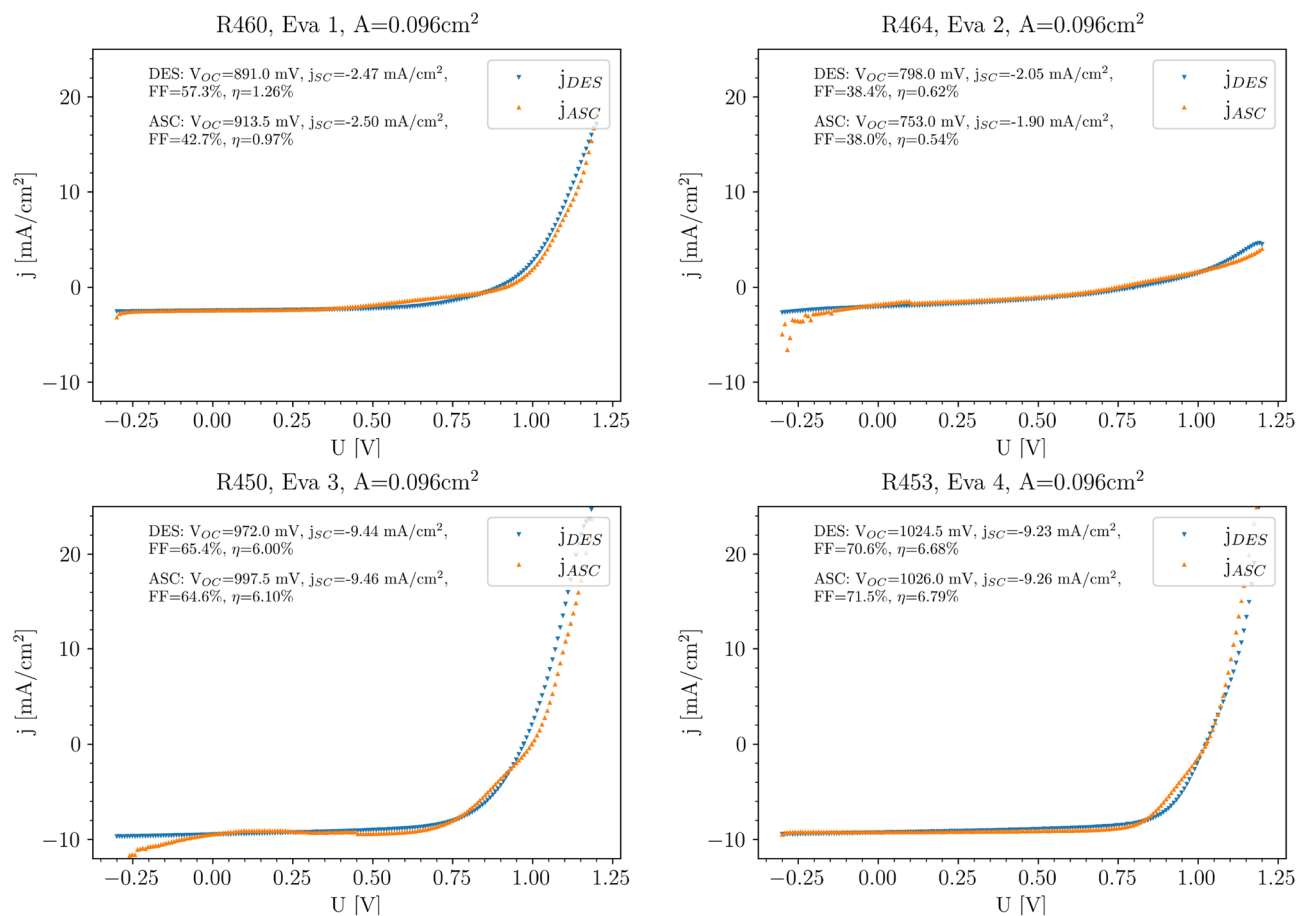 R460, Eva 1, A=0.096cm²
DES: V_OC=891.0 mV, j_SC=-2.47 mA/cm²,
FF=57.3%, η=1.26%
ASC: V_OC=913.5 mV, j_SC=-2.50 mA/cm²,
FF=42.7%, η=0.97%
j_DES
j_ASC
20
10
0
−10
j [mA/cm²]
−0.25 0.00 0.25 0.50 0.75 1.00 1.25
U [V]
R464, Eva 2, A=0.096cm²
DES: V_OC=798.0 mV, j_SC=-2.05 mA/cm²,
FF=38.4%, η=0.62%
ASC: V_OC=753.0 mV, j_SC=-1.90 mA/cm²,
FF=38.0%, η=0.54%
j_DES
j_ASC
20
10
0
−10
j [mA/cm²]
−0.25 0.00 0.25 0.50 0.75 1.00 1.25
U [V]
R450, Eva 3, A=0.096cm²
DES: V_OC=972.0 mV, j_SC=-9.44 mA/cm²,
FF=65.4%, η=6.00%
ASC: V_OC=997.5 mV, j_SC=-9.46 mA/cm²,
FF=64.6%, η=6.10%
j_DES
j_ASC
20
10
0
−10
j [mA/cm²]
−0.25 0.00 0.25 0.50 0.75 1.00 1.25
U [V]
R453, Eva 4, A=0.096cm²
DES: V_OC=1024.5 mV, j_SC=-9.23 mA/cm²,
FF=70.6%, η=6.68%
ASC: V_OC=1026.0 mV, j_SC=-9.26 mA/cm²,
FF=71.5%, η=6.79%
j_DES
j_ASC
20
10
0
−10
j [mA/cm²]
−0.25 0.00 0.25 0.50 0.75 1.00 1.25
U [V]